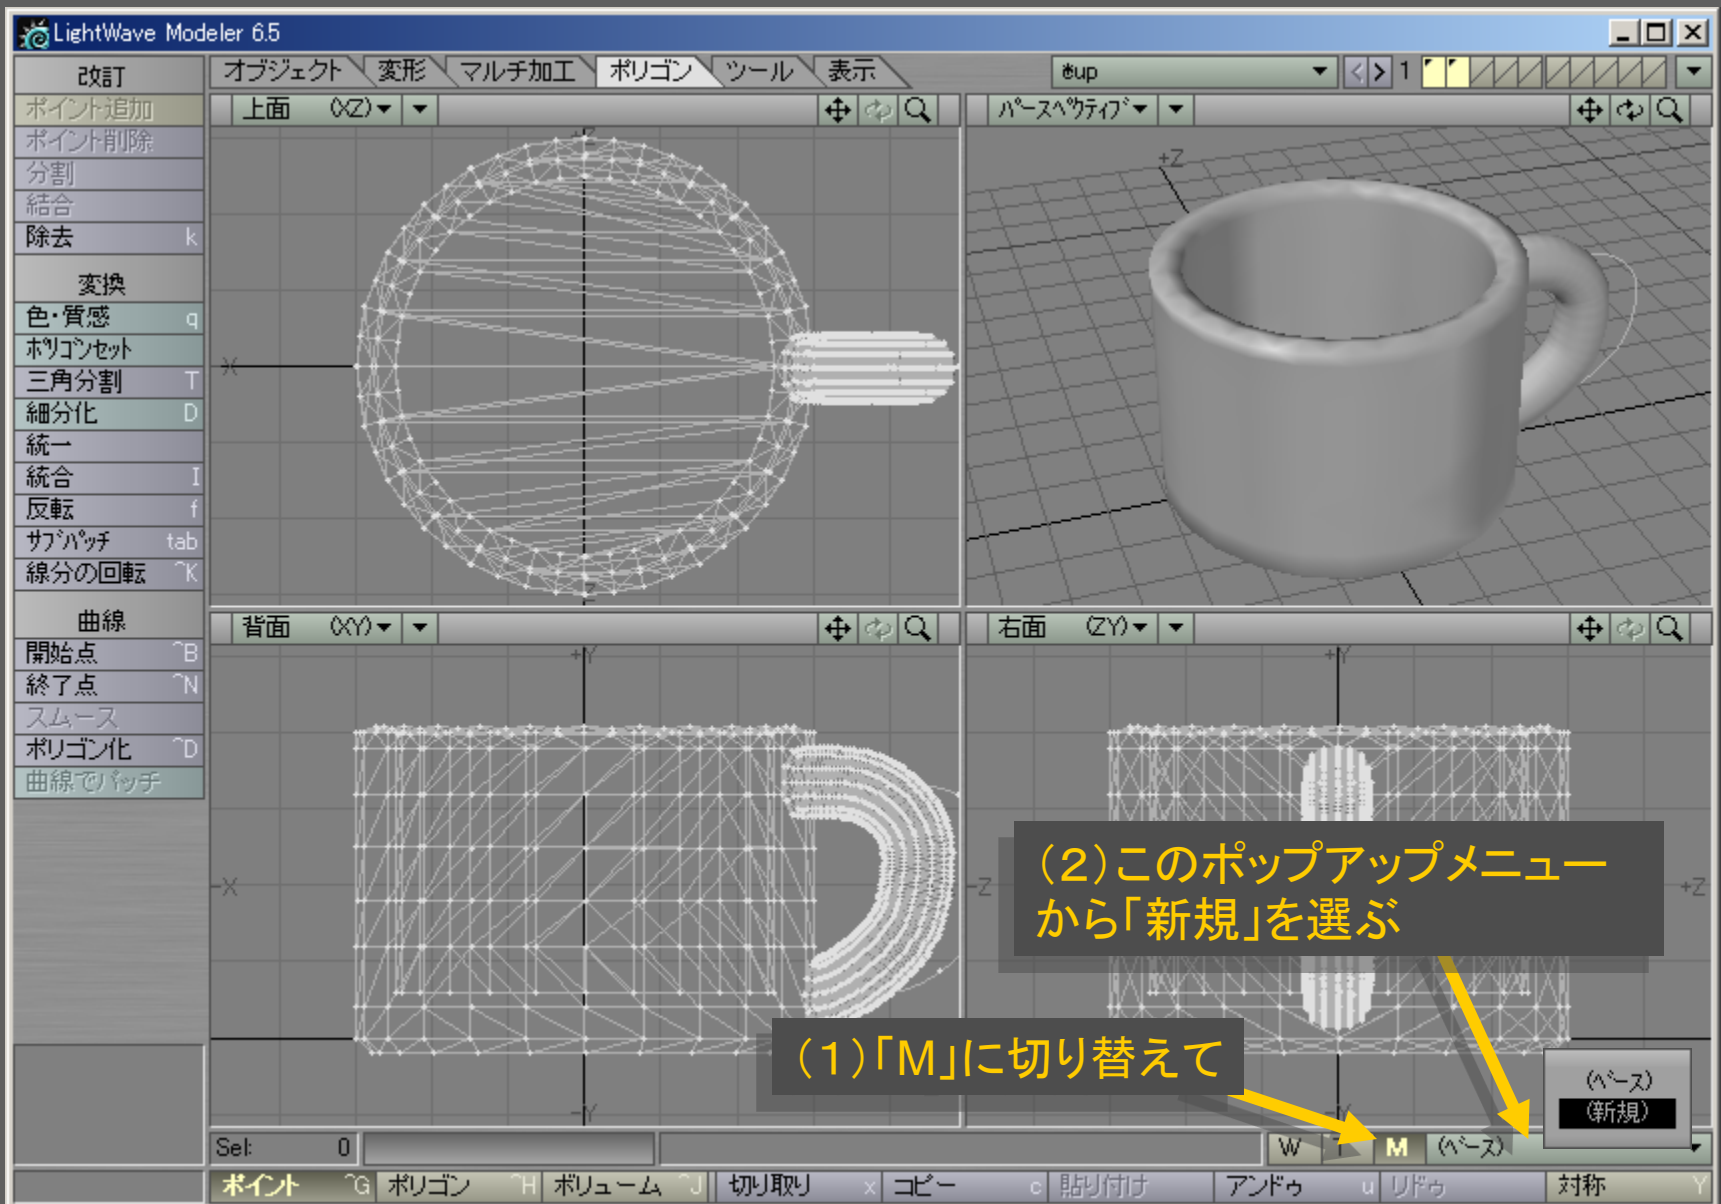 LightWave Modeler 6.5
改訂
オブジェクト 変形 マルチ加工 ポリゴン ツール 表示
cup
1
ポイント追加
ポイント削除
分割
結合
除去 k
変換
色・質感 q
ポリゴンセット
三角分割 T
細分化 D
統一
統合 I
反転 f
サブパッチ tab
線分の回転 ^K
曲線
開始点 ^B
終了点 ^N
スムース
ポリゴン化 ^D
曲線でパッチ
上面 (XZ)
+Z
-X
-Z
パースペクティブ
+Z
背面 (XY)
+Y
-X
-Y
右面 (ZY)
+Y
-Z
+Z
-Y
(2)このポップアップメニュー
から「新規」を選ぶ
(1)「M」に切り替えて
(ベース)
(新規)
Sel: 0
W T M (ベース)
ポイント ^G ポリゴン ^H ボリューム ^J 切り取り x コピー c 貼り付け アンドゥ u リドゥ 対称 Y